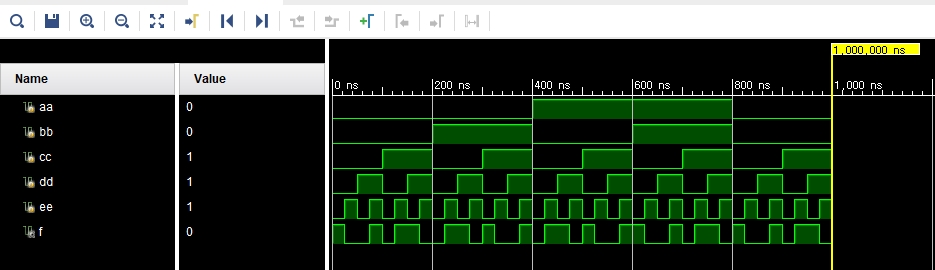 1,000,000 ns
Name Value
0 ns 200 ns 400 ns 600 ns 800 ns 1,000 ns
aa 0
bb 0
cc 1
dd 1
ee 1
f 0